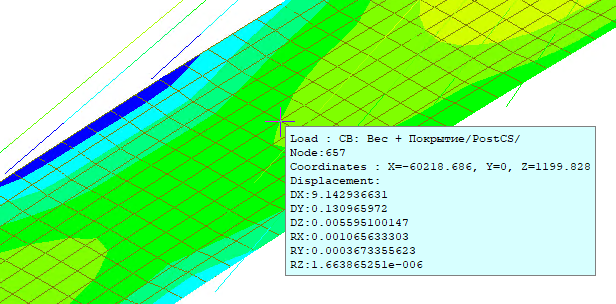 Load : CB: Вес + Покрытие/PostCS/
Node:657
Coordinates : X=-60218.686, Y=0, Z=1199.828
Displacement:
DX:9.142936631
DY:0.130965972
DZ:0.005595100147
RX:0.001065633303
RY:0.0003673355623
RZ:1.663865251e-006